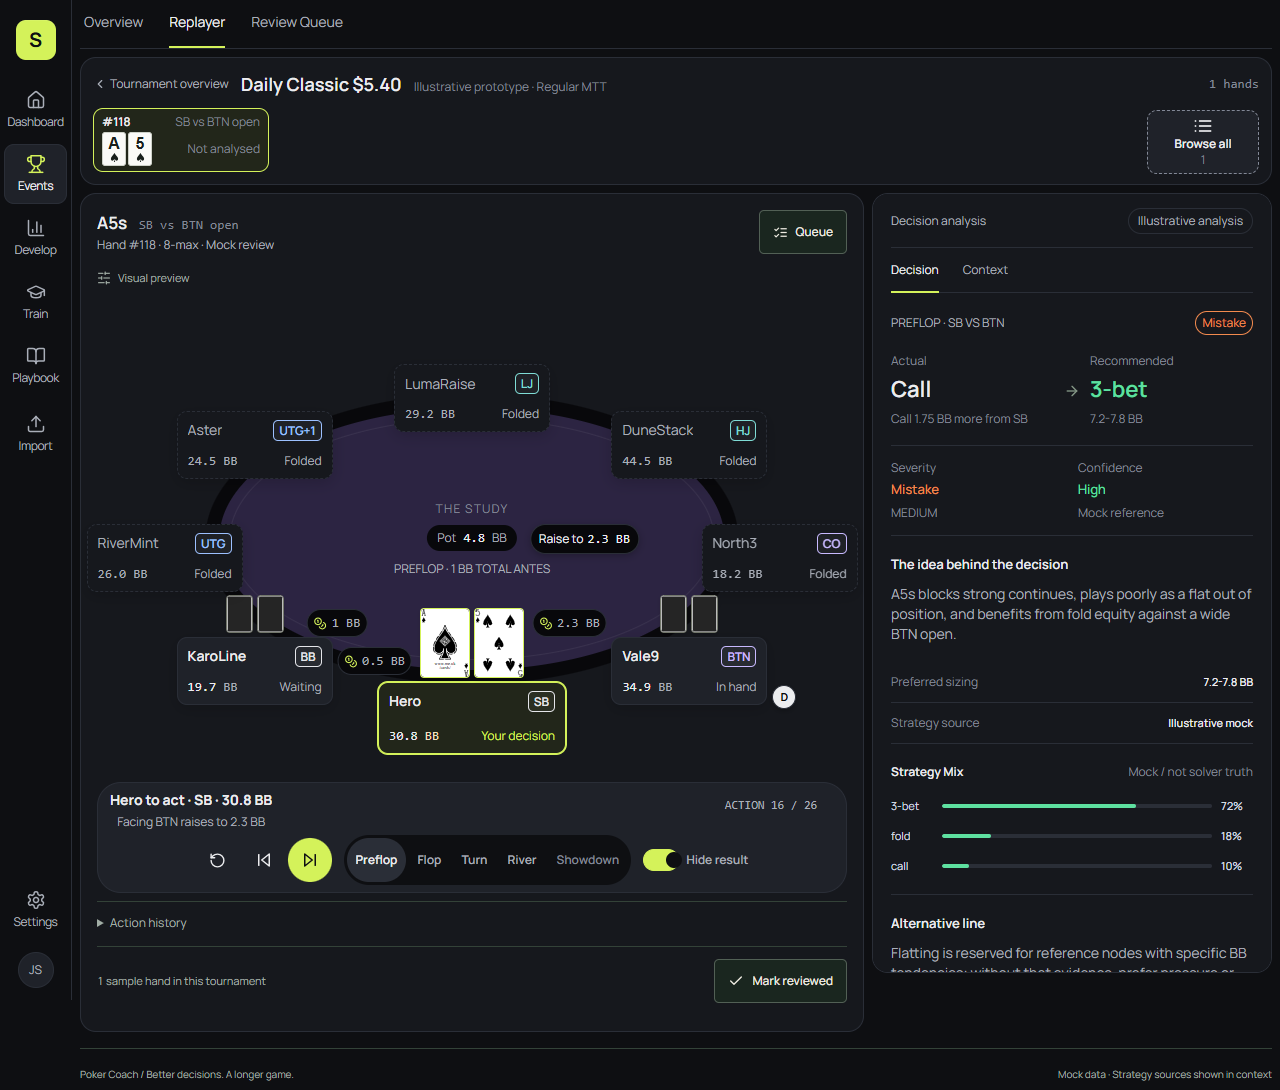 S
Dashboard
Events
Develop
Train
Playbook
Import
Settings
JS
Overview
Replayer
Review Queue
Tournament overview
Daily Classic $5.40
Illustrative prototype · Regular MTT
1 hands
#118
SB vs BTN open
A
5
Not analysed
Browse all
1
A5s
SB vs BTN open
Hand #118 · 8-max · Mock review
Queue
Visual preview
LumaRaise
LJ
29.2 BB
Folded
Aster
UTG+1
24.5 BB
Folded
DuneStack
HJ
44.5 BB
Folded
THE STUDY
Pot 4.8 BB
Raise to 2.3 BB
PREFLOP · 1 BB TOTAL ANTES
RiverMint
UTG
26.0 BB
Folded
North3
CO
18.2 BB
Folded
1 BB
2.3 BB
0.5 BB
A
5
KaroLine
BB
19.7 BB
Waiting
Vale9
BTN
34.9 BB
In hand
D
Hero
SB
30.8 BB
Your decision
Hero to act · SB · 30.8 BB
Facing BTN raises to 2.3 BB
ACTION 16 / 26
Preflop
Flop
Turn
River
Showdown
Hide result
Action history
1 sample hand in this tournament
Mark reviewed
Decision analysis
Illustrative analysis
Decision
Context
PREFLOP · SB VS BTN
Mistake
Actual
Recommended
Call
3-bet
Call 1.75 BB more from SB
7.2-7.8 BB
Severity
Confidence
Mistake
High
MEDIUM
Mock reference
The idea behind the decision
A5s blocks strong continues, plays poorly as a flat out of
position, and benefits from fold equity against a wide
BTN open.
Preferred sizing
7.2-7.8 BB
Strategy source
Illustrative mock
Strategy Mix
Mock / not solver truth
3-bet
72%
fold
18%
call
10%
Alternative line
Flatting is reserved for reference nodes with specific BB
tendencies; without that evidence, prefer pressure or
Poker Coach / Better decisions. A longer game.
Mock data · Strategy sources shown in context